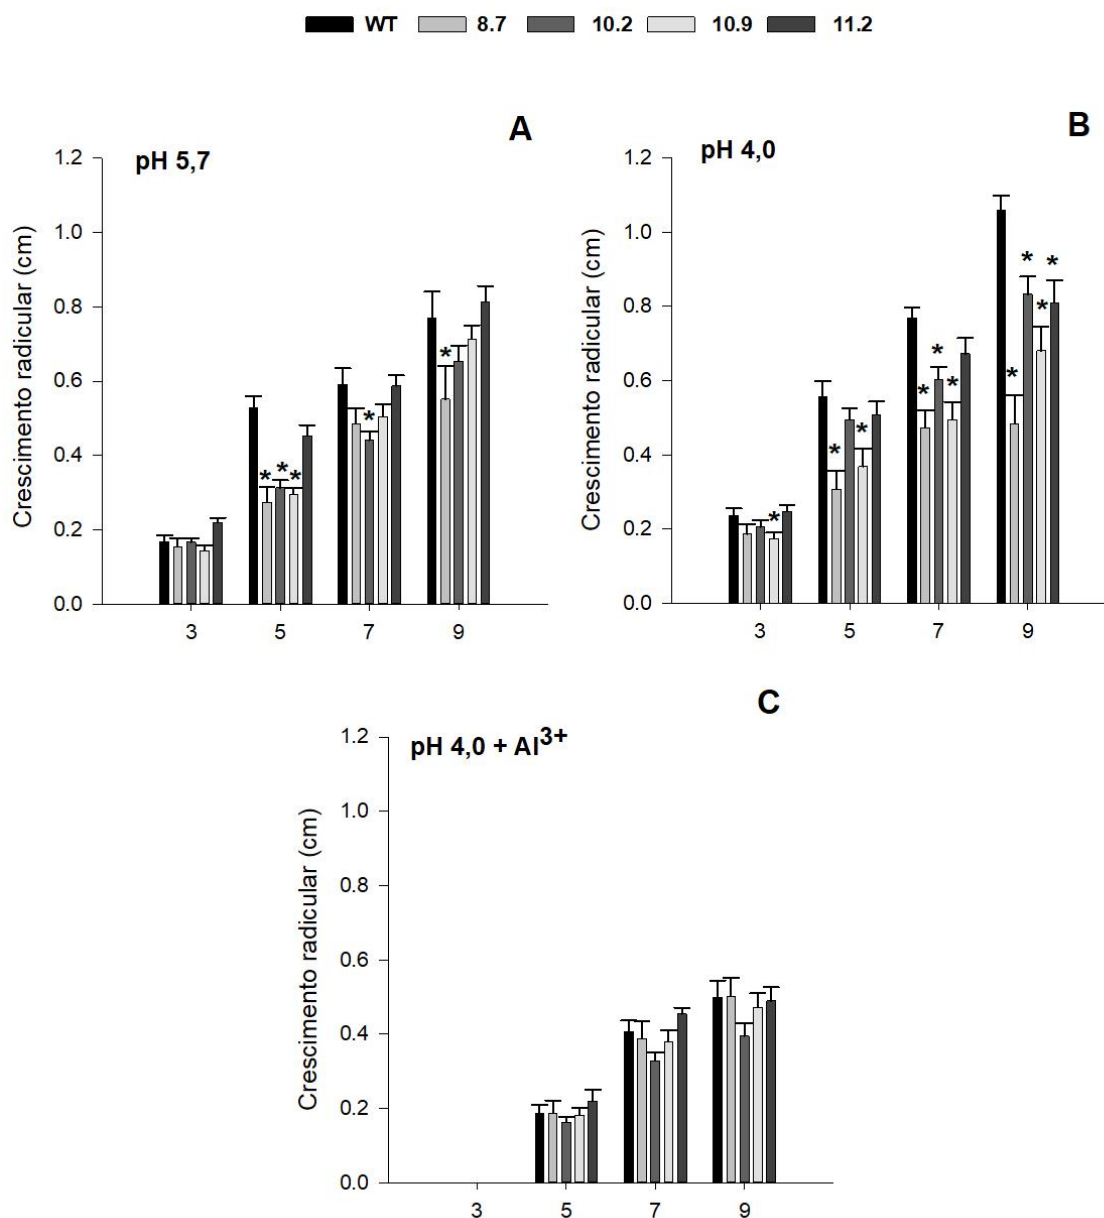 WT 8.7 10.2 10.9 11.2
A
pH 5,7
Crescimento radicular (cm)
1.2
1.0
0.8
0.6
0.4
0.2
0.0
* * *
*
*
3 5 7 9
B
pH 4,0
Crescimento radicular (cm)
1.2
1.0
0.8
0.6
0.4
0.2
0.0
*
* *
* * *
* * * *
3 5 7 9
C
pH 4,0 + Al³⁺
Crescimento radicular (cm)
1.2
1.0
0.8
0.6
0.4
0.2
0.0
3 5 7 9